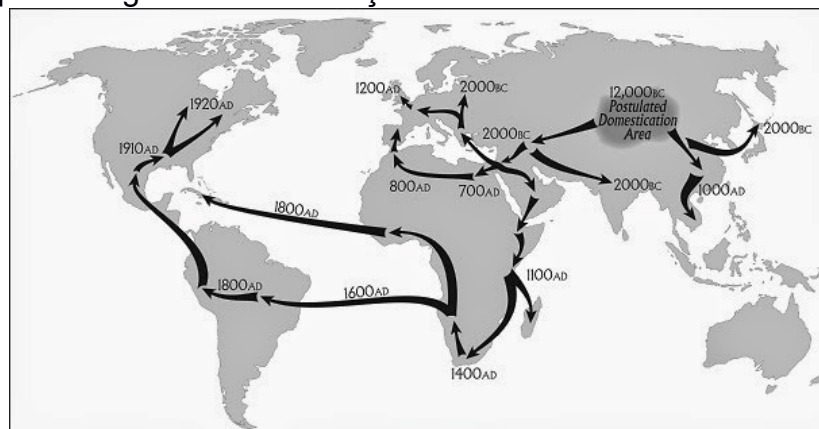 1920AD
1200AD
2000BC
12,000BC
Postulated
Domestication
Area
2000BC
2000BC
1910AD
800AD
700AD
2000BC
1000AD
1800AD
1100AD
1800AD
1600AD
1400AD